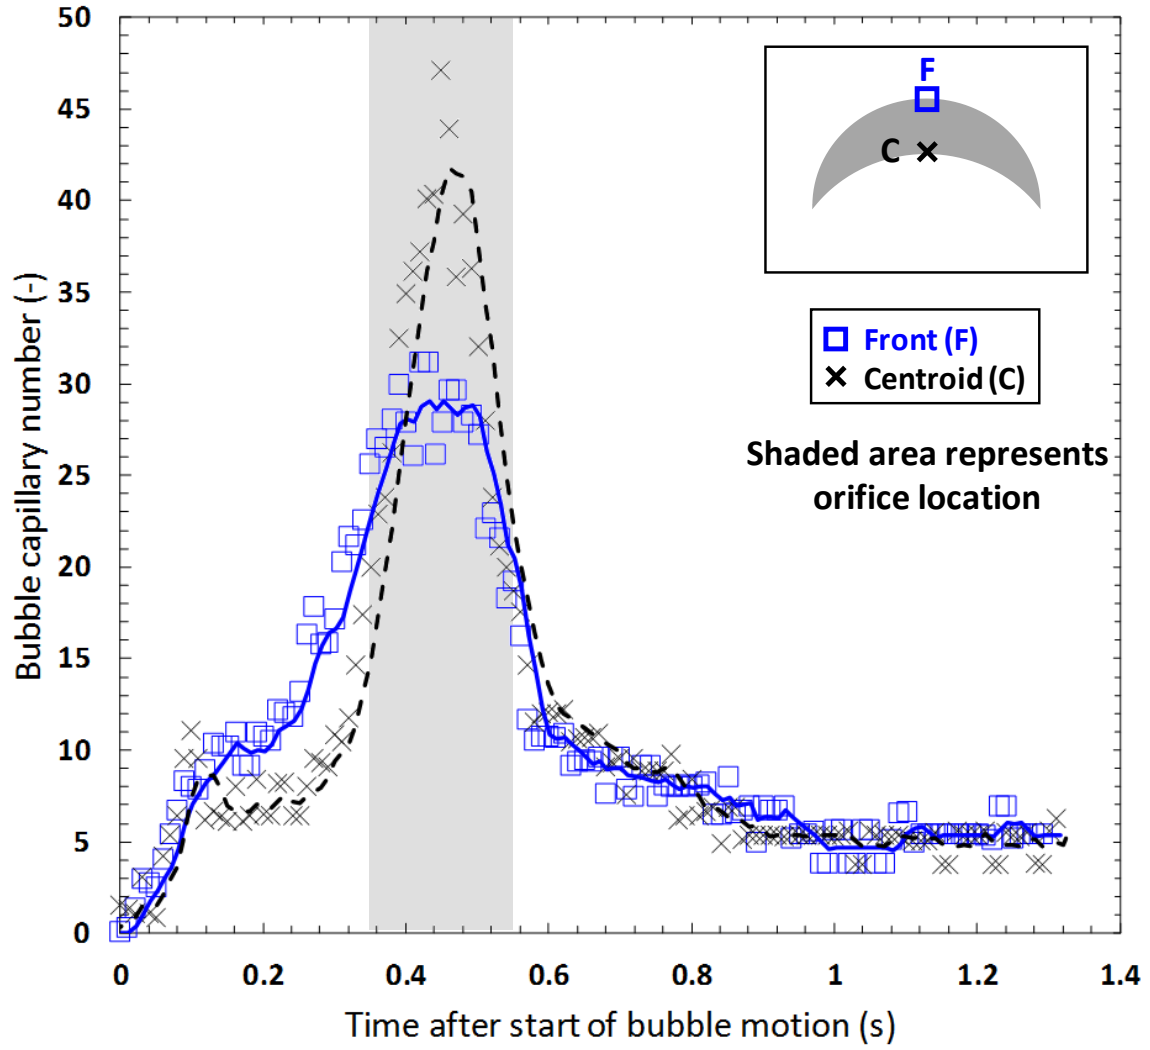 50
45
40
35
30
25
20
15
10
5
0
Bubble capillary number (-)
0 0.2 0.4 0.6 0.8 1 1.2 1.4
Time after start of bubble motion (s)
F
C
Front (F)
Centroid (C)
Shaded area represents
orifice location